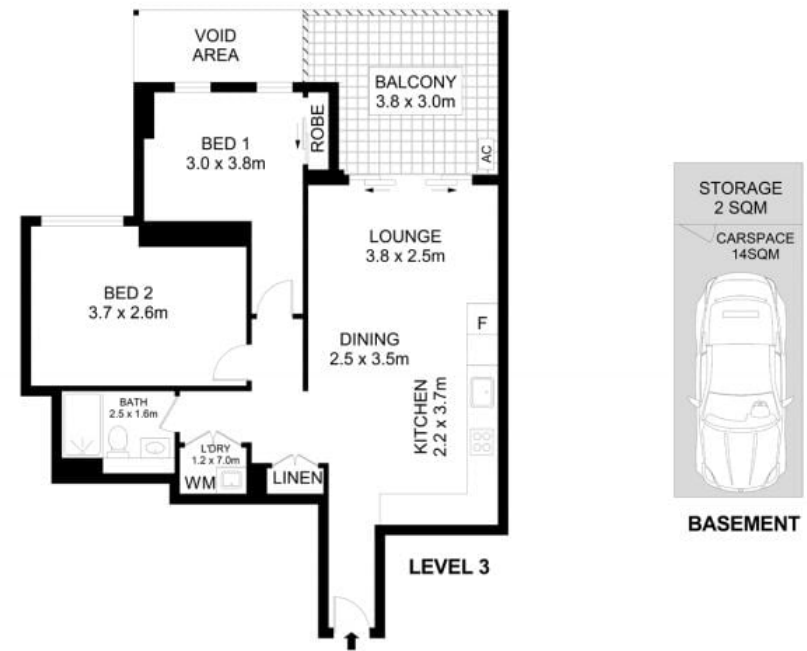 VOID
AREA
BALCONY
3.8 x 3.0m
BED 1
3.0 x 3.8m
ROBE
AC
LOUNGE
3.8 x 2.5m
BED 2
3.7 x 2.6m
DINING
2.5 x 3.5m
F
KITCHEN
2.2 x 3.7m
BATH
2.5 x 1.6m
L'DRY
1.2 x 7.0m
WM
LINEN
LEVEL 3
STORAGE
2 SQM
CARSPACE
14SQM
BASEMENT